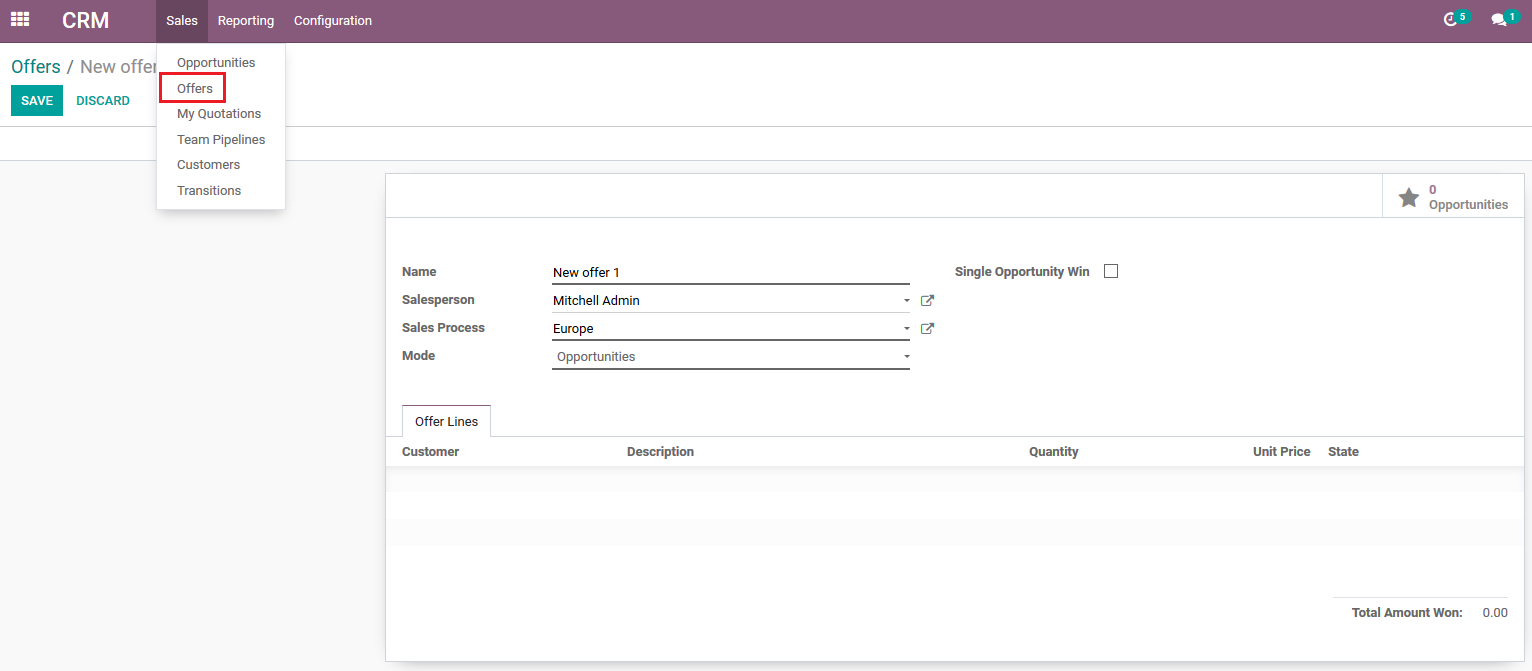 CRM Sales Reporting Configuration 5 1
Offers / New offer
SAVE DISCARD
Opportunities
Offers
My Quotations
Team Pipelines
Customers
Transitions
0
Opportunities
Name New offer 1 Single Opportunity Win
Salesperson Mitchell Admin
Sales Process Europe
Mode Opportunities
Offer Lines
Customer Description Quantity Unit Price State
Total Amount Won: 0.00